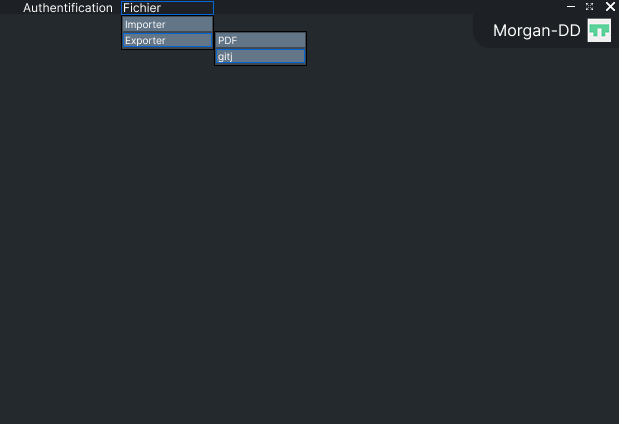 Authentification Fichier
Morgan-DD
Importer
Exporter
PDF
gitj